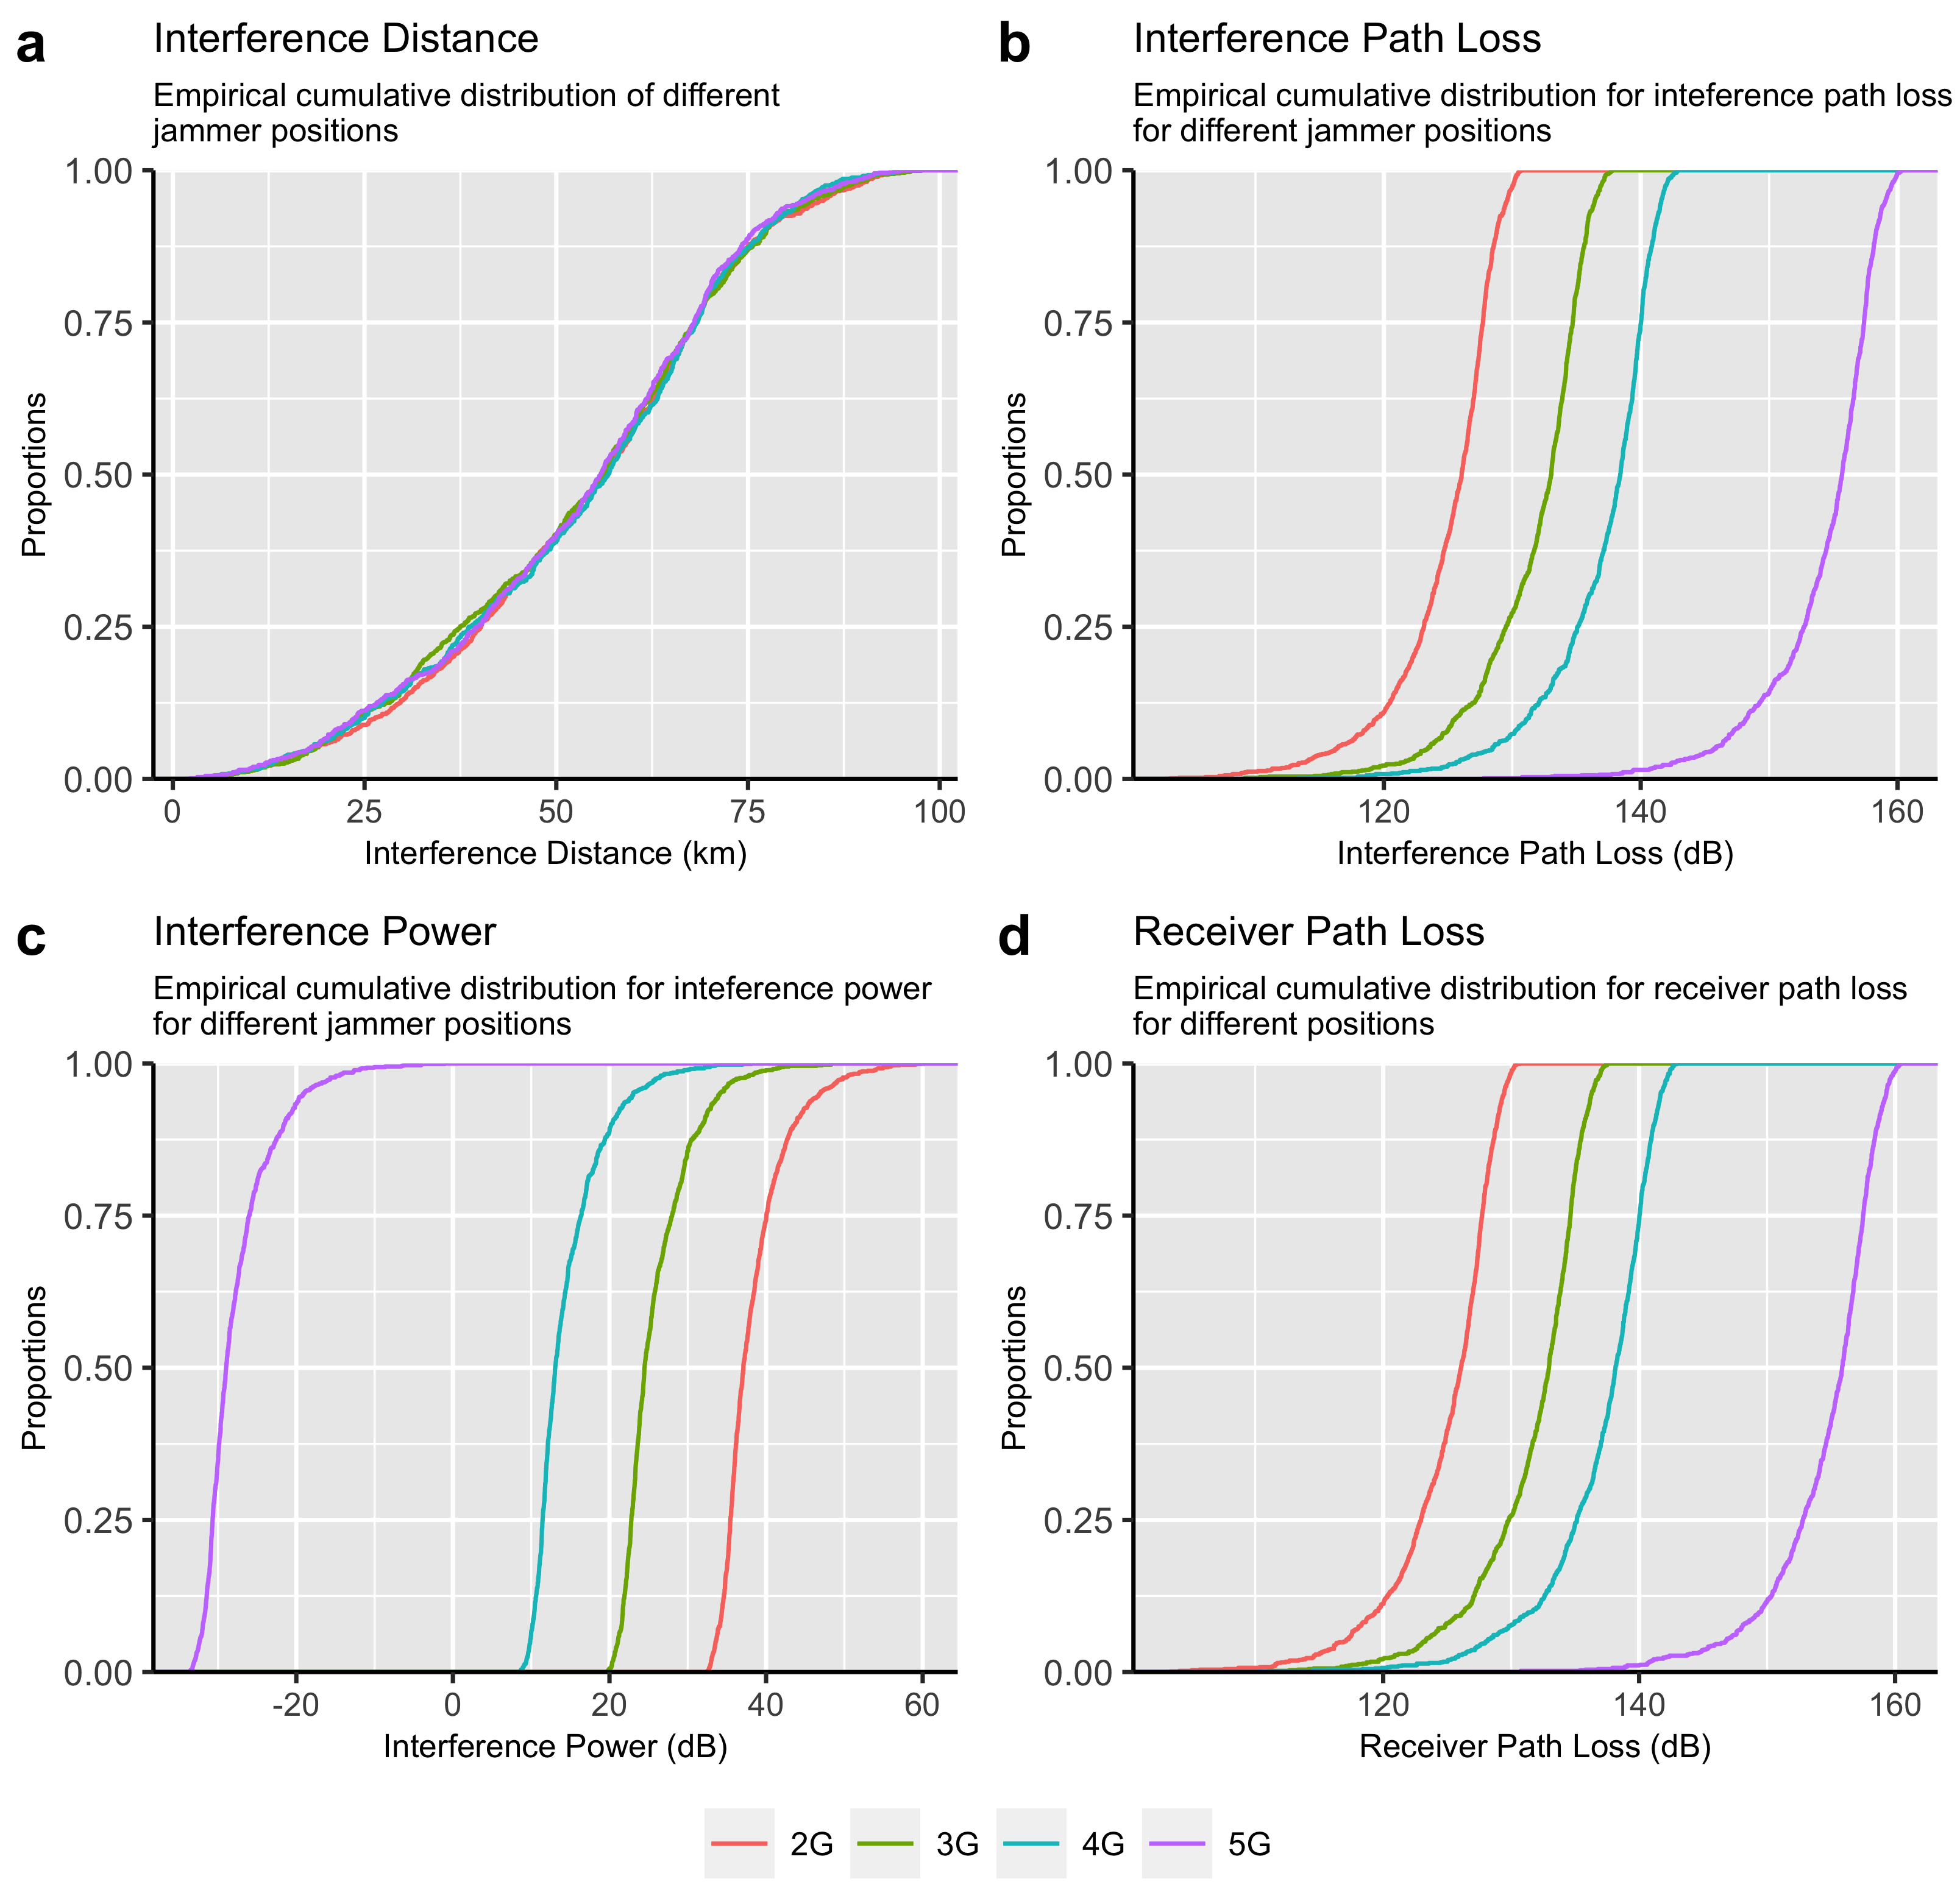 a
Interference Distance
Empirical cumulative distribution of different
jammer positions
1.00
0.75
0.50
0.25
0.00
Proportions
0 25 50 75 100
Interference Distance (km)
b
Interference Path Loss
Empirical cumulative distribution for inteference path loss
for different jammer positions
1.00
0.75
0.50
0.25
0.00
Proportions
120 140 160
Interference Path Loss (dB)
c
Interference Power
Empirical cumulative distribution for inteference power
for different jammer positions
1.00
0.75
0.50
0.25
0.00
Proportions
-20 0 20 40 60
Interference Power (dB)
d
Receiver Path Loss
Empirical cumulative distribution for receiver path loss
for different positions
1.00
0.75
0.50
0.25
0.00
Proportions
120 140 160
Receiver Path Loss (dB)
2G 3G 4G 5G